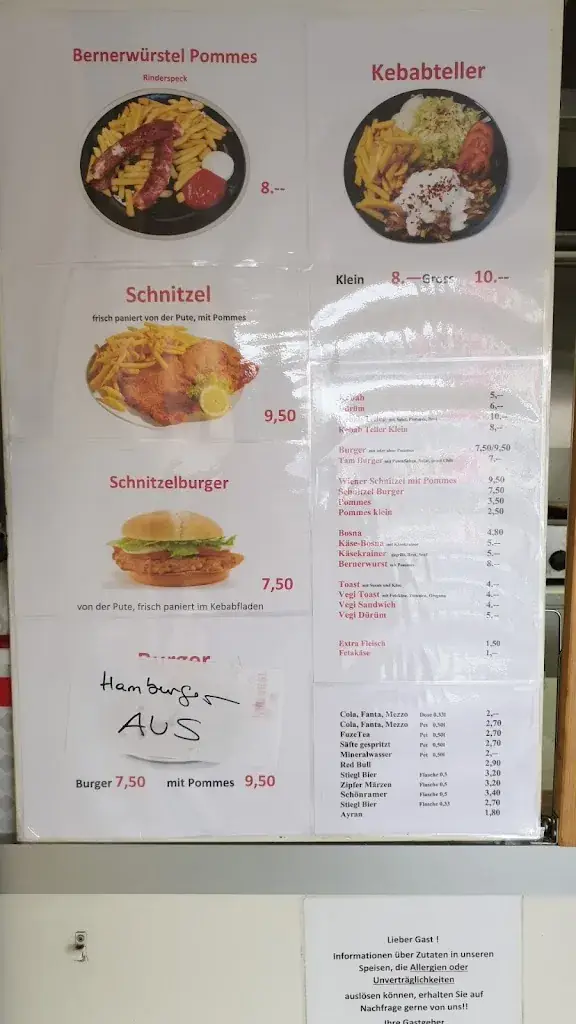 Bernerwürstel Pommes
Rinderspeck
8.--
Schnitzel
frisch paniert von der Pute, mit Pommes
9,50
Schnitzelburger
7,50
von der Pute, frisch paniert im Kebabfladen
Burger
Hamburger
AUS
Burger 7,50 mit Pommes 9,50
Kebabteller
Klein 8.— Gross 10.--
Kebab 5,--
Dürüm 6,--
10,--
Kebab Teller Klein 8,--
Burger 7,50/9,50
Tam Burger 7,--
Wiener Schnitzel mit Pommes 9,50
Schnitzel Burger 7,50
Pommes 3,50
Pommes klein 2,50
Bosna 4,80
Käse-Bosna mit Käsekrainer 5,--
Käsekrainer 5,--
Bernerwurst mit Pommes 8,--
Toast 4,--
Vegi Toast 4,--
Vegi Sandwich 4,--
Vegi Dürüm 5,--
Extra Fleisch 1,50
Fetakäse 1,--
Cola, Fanta, Mezzo Dose 0,33l 2,--
Cola, Fanta, Mezzo Pet 0,50l 2,70
FuzeTea Pet 0,50l 2,70
Säfte gespritzt Pet 0,50l 2,70
Mineralwasser Pet 0,50l 2,--
Red Bull 2,90
Stiegl Bier Flasche 0,5 3,20
Zipfer Märzen Flasche 0,5 3,20
Schönramer Flasche 0,5 3,40
Stiegl Bier Flasche 0,33 2,70
Ayran 1,80
Lieber Gast !
Informationen über Zutaten in unseren
Speisen, die Allergien oder
Unverträglichkeiten
auslösen können, erhalten Sie auf
Nachfrage gerne von uns!!
Ihre Gastgeber